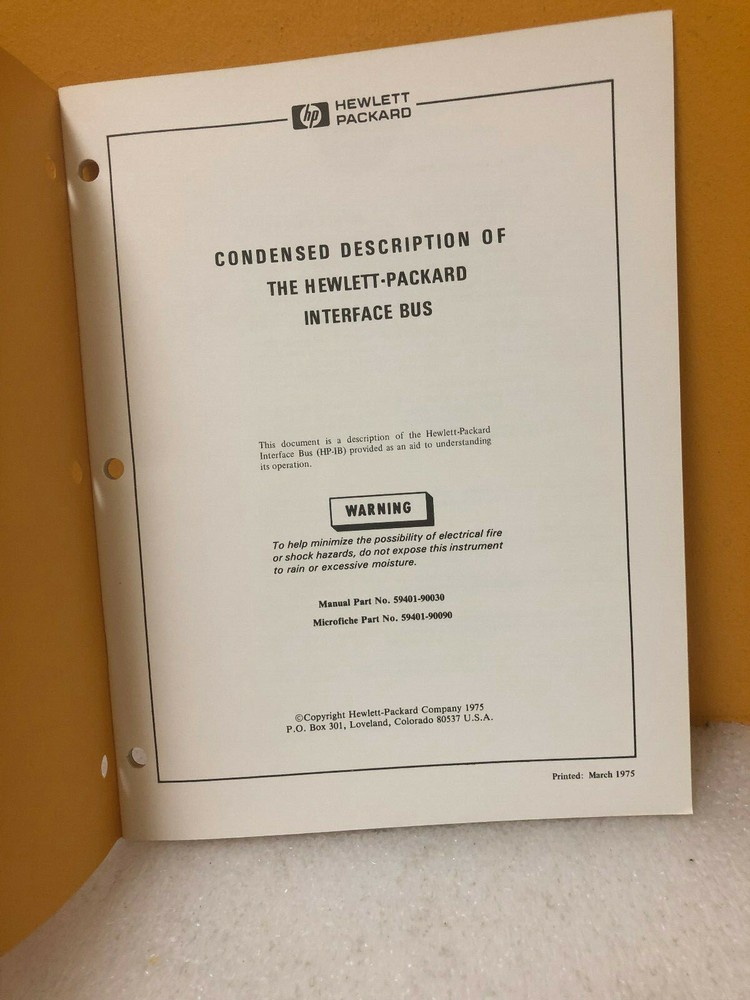 hp HEWLETT
PACKARD
CONDENSED DESCRIPTION OF
THE HEWLETT-PACKARD
INTERFACE BUS
This document is a description of the Hewlett-Packard
Interface Bus (HP-IB) provided as an aid to understanding
its operation.
WARNING
To help minimize the possibility of electrical fire
or shock hazards, do not expose this instrument
to rain or excessive moisture.
Manual Part No. 59401-90030
Microfiche Part No. 59401-90090
©Copyright Hewlett-Packard Company 1975
P.O. Box 301, Loveland, Colorado 80537 U.S.A.
Printed: March 1975